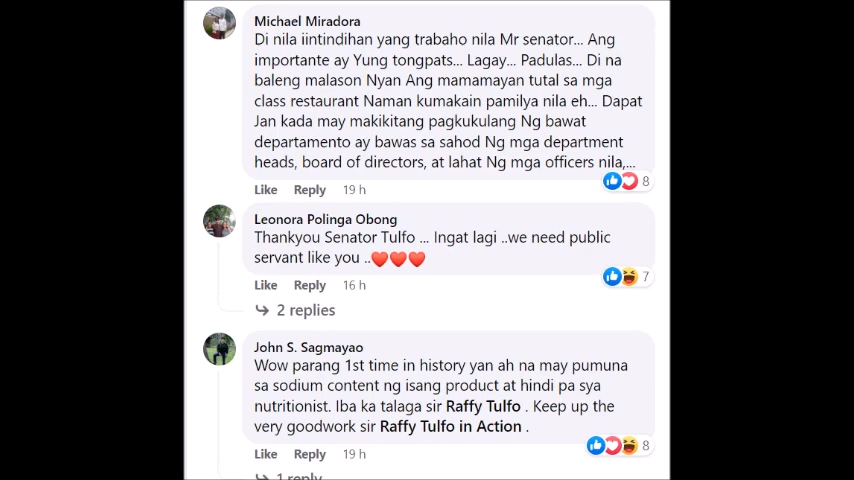 Michael Miradora
Di nila iintindihan yang trabaho nila Mr senator... Ang
importante ay Yung tongpats... Lagay... Padulas... Di na
baleng malason Nyan Ang mamamayan tutal sa mga
class restaurant Naman kumakain pamilya nila eh... Dapat
Jan kada may makikitang pagkukulang Ng bawat
departamento ay bawas sa sahod Ng mga department
heads, board of directors, at lahat Ng mga officers nila,...
8
Like Reply 19 h
Leonora Polinga Obong
Thankyou Senator Tulfo ... Ingat lagi ..we need public
servant like you ..❤️❤️❤️
7
Like Reply 16 h
2 replies
John S. Sagmayao
Wow parang 1st time in history yan ah na may pumuna
sa sodium content ng isang product at hindi pa sya
nutritionist. Iba ka talaga sir Raffy Tulfo . Keep up the
very goodwork sir Raffy Tulfo in Action .
8
Like Reply 19 h
1 reply